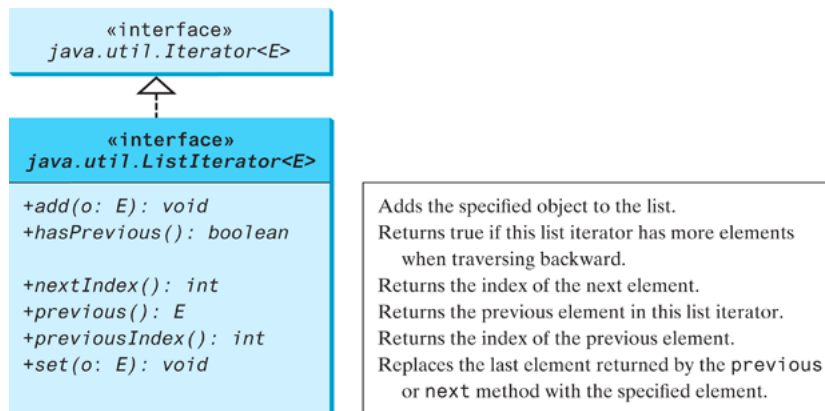 «interface»
java.util.Iterator<E>
«interface»
java.util.ListIterator<E>
+add(o: E): void
+hasPrevious(): boolean
+nextIndex(): int
+previous(): E
+previousIndex(): int
+set(o: E): void
Adds the specified object to the list.
Returns true if this list iterator has more elements
when traversing backward.
Returns the index of the next element.
Returns the previous element in this list iterator.
Returns the index of the previous element.
Replaces the last element returned by the previous
or next method with the specified element.